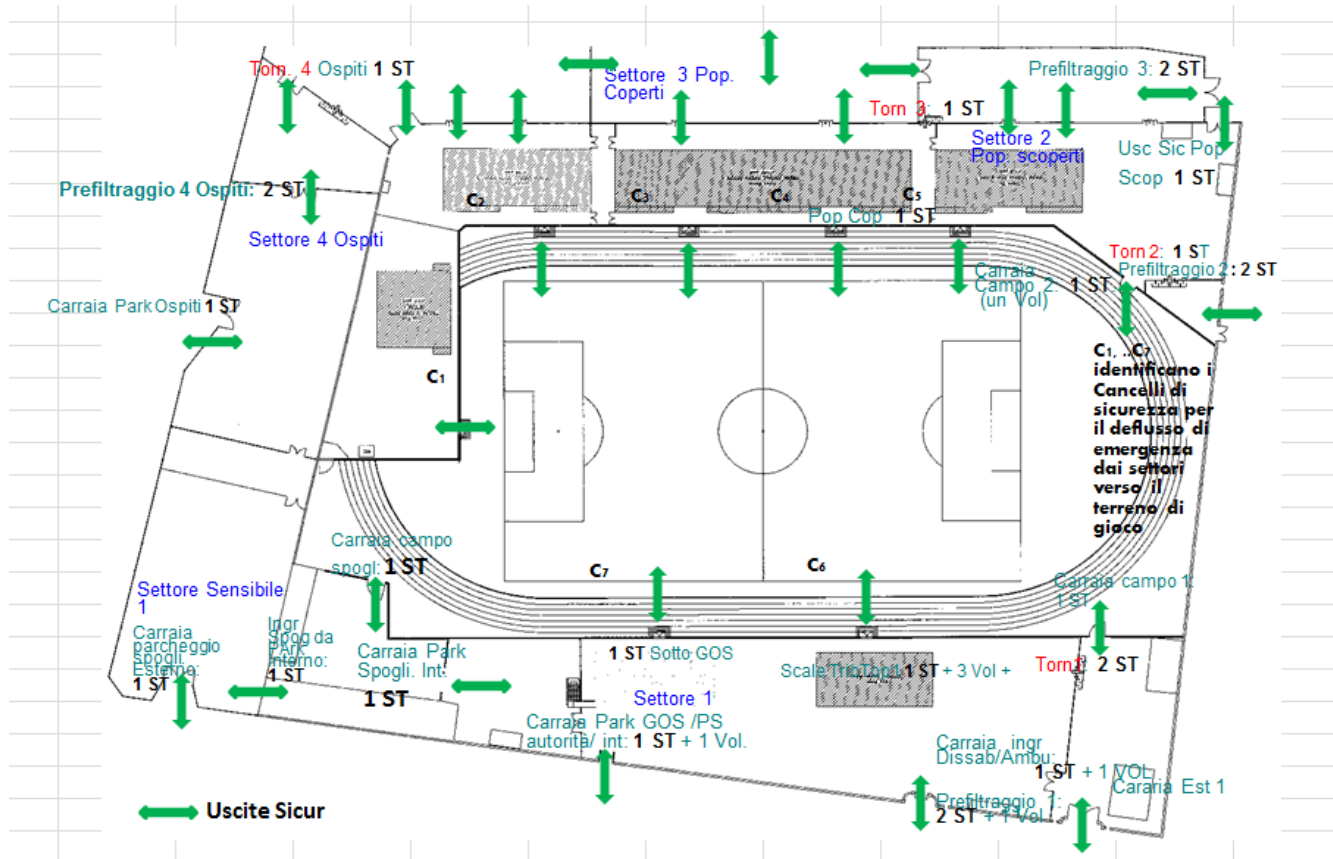 Torn. 4 Ospiti 1 ST
Settore 3 Pop.
Coperti
Prefiltraggio 3: 2 ST
Torn 3: 1 ST
Settore 2
Pop. scoperti
Usc Sic Pop
Scop 1 ST
Prefiltraggio 4 Ospiti: 2 ST
C2
C3
C4
C5
Pop Cop 1 ST
Settore 4 Ospiti
Torn 2: 1 ST
Prefiltraggio 2: 2 ST
Carraia
Campo 2: 1 ST
(un Vol)
Carraia Park Ospiti 1 ST
C1
C1, ..C7
identificano i
Cancelli di
sicurezza per
il deflusso di
emergenza
dai settori
verso il
terreno di
gioco
Carraia campo
spogl: 1 ST
C7
C6
Settore Sensibile
1
Carraia campo 1:
1 ST
Carraia
parcheggio
spogli
Esterno:
1 ST
Ingr
Spog da
PArk
Interno:
1 ST
Carraia Park
Spogli. Int:
1 ST
1 ST Sotto GOS
Scale Trib Top 1 ST + 3 Vol +
Torn 2 ST
Settore 1
Carraia Park GOS /PS
autorità/ int: 1 ST + 1 Vol.
Carraia ingr
Dissab/Ambu:
1 ST + 1 VOL
Cararia Est 1
Prefiltraggio 1:
2 ST + 1 Vol
Uscite Sicur